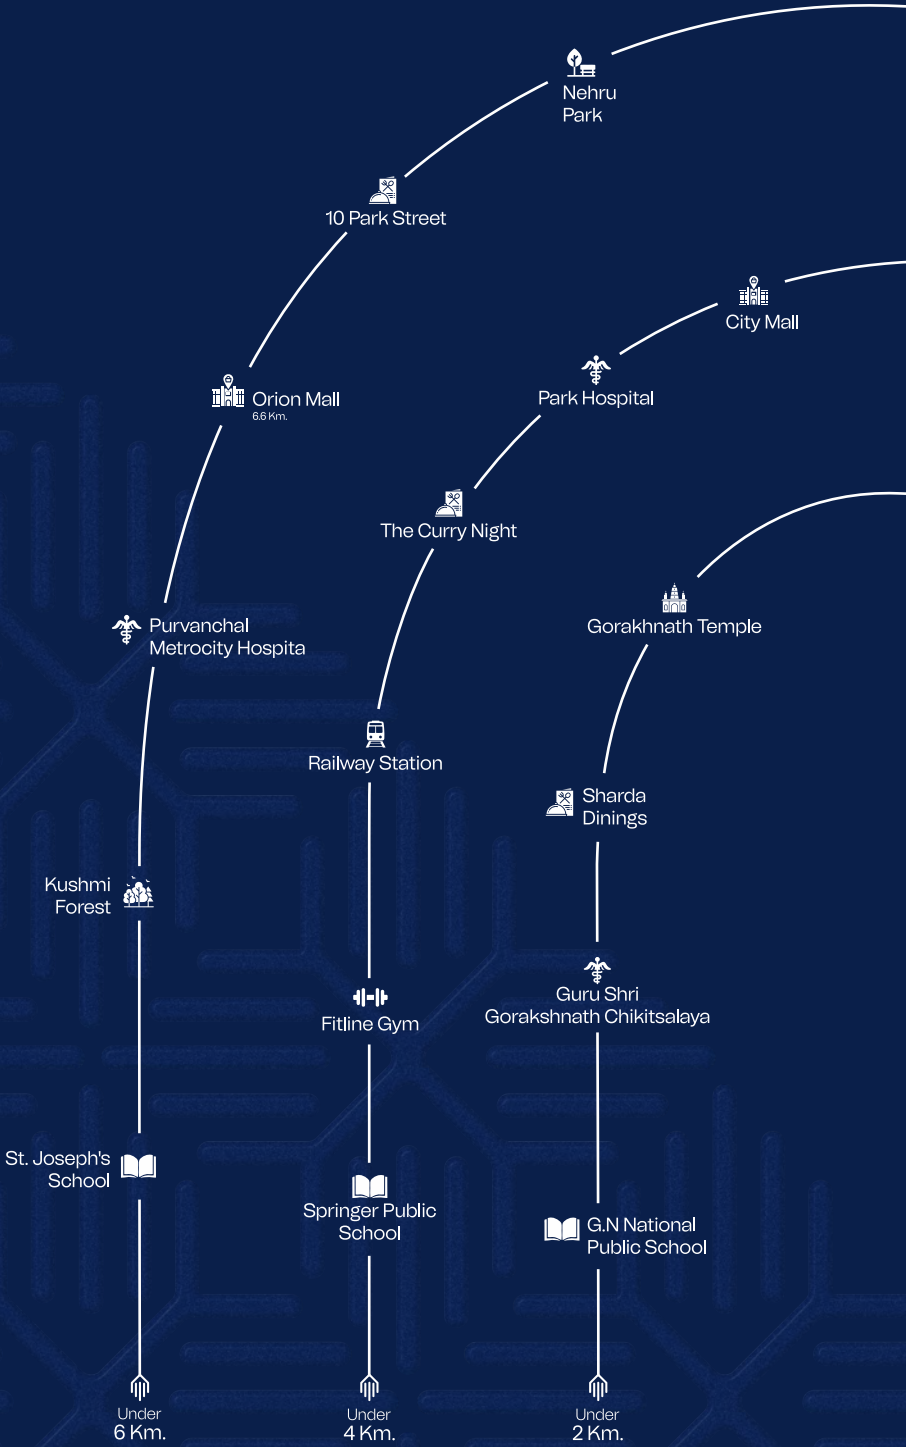 Nehru
Park
10 Park Street
City Mall
Park Hospital
Orion Mall
6.6 Km.
The Curry Night
Gorakhnath Temple
Purvanchal
Metrocity Hospita
Railway Station
Sharda
Dinings
Kushmi
Forest
Guru Shri
Gorakshnath Chikitsalaya
Fitline Gym
St. Joseph's
School
Springer Public
School
G.N National
Public School
Under
6 Km.
Under
4 Km.
Under
2 Km.